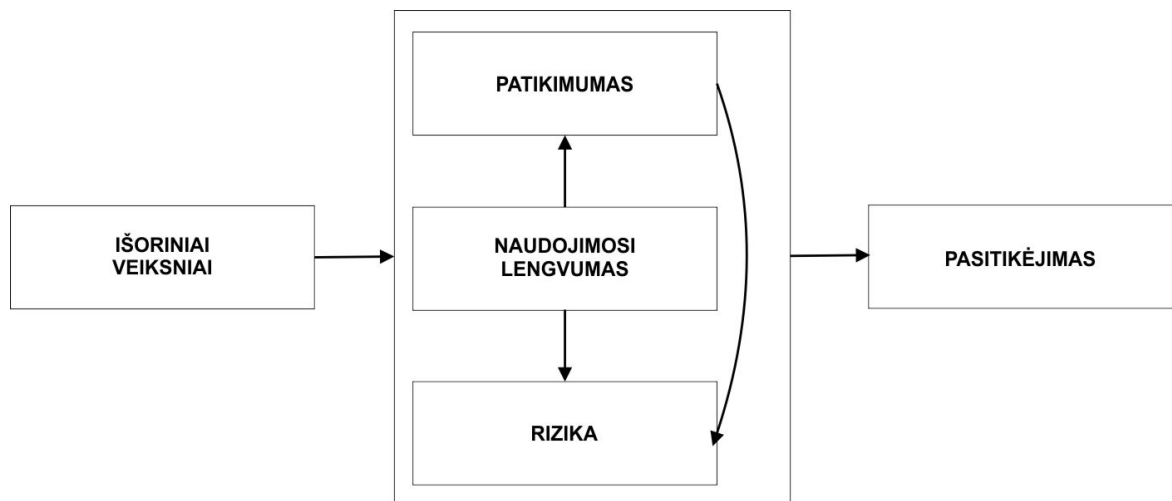 PATIKIMUMAS
IŠORINIAI
VEIKSNIAI
NAUDOJIMOSI
LENGVUMAS
PASITIKĖJIMAS
RIZIKA